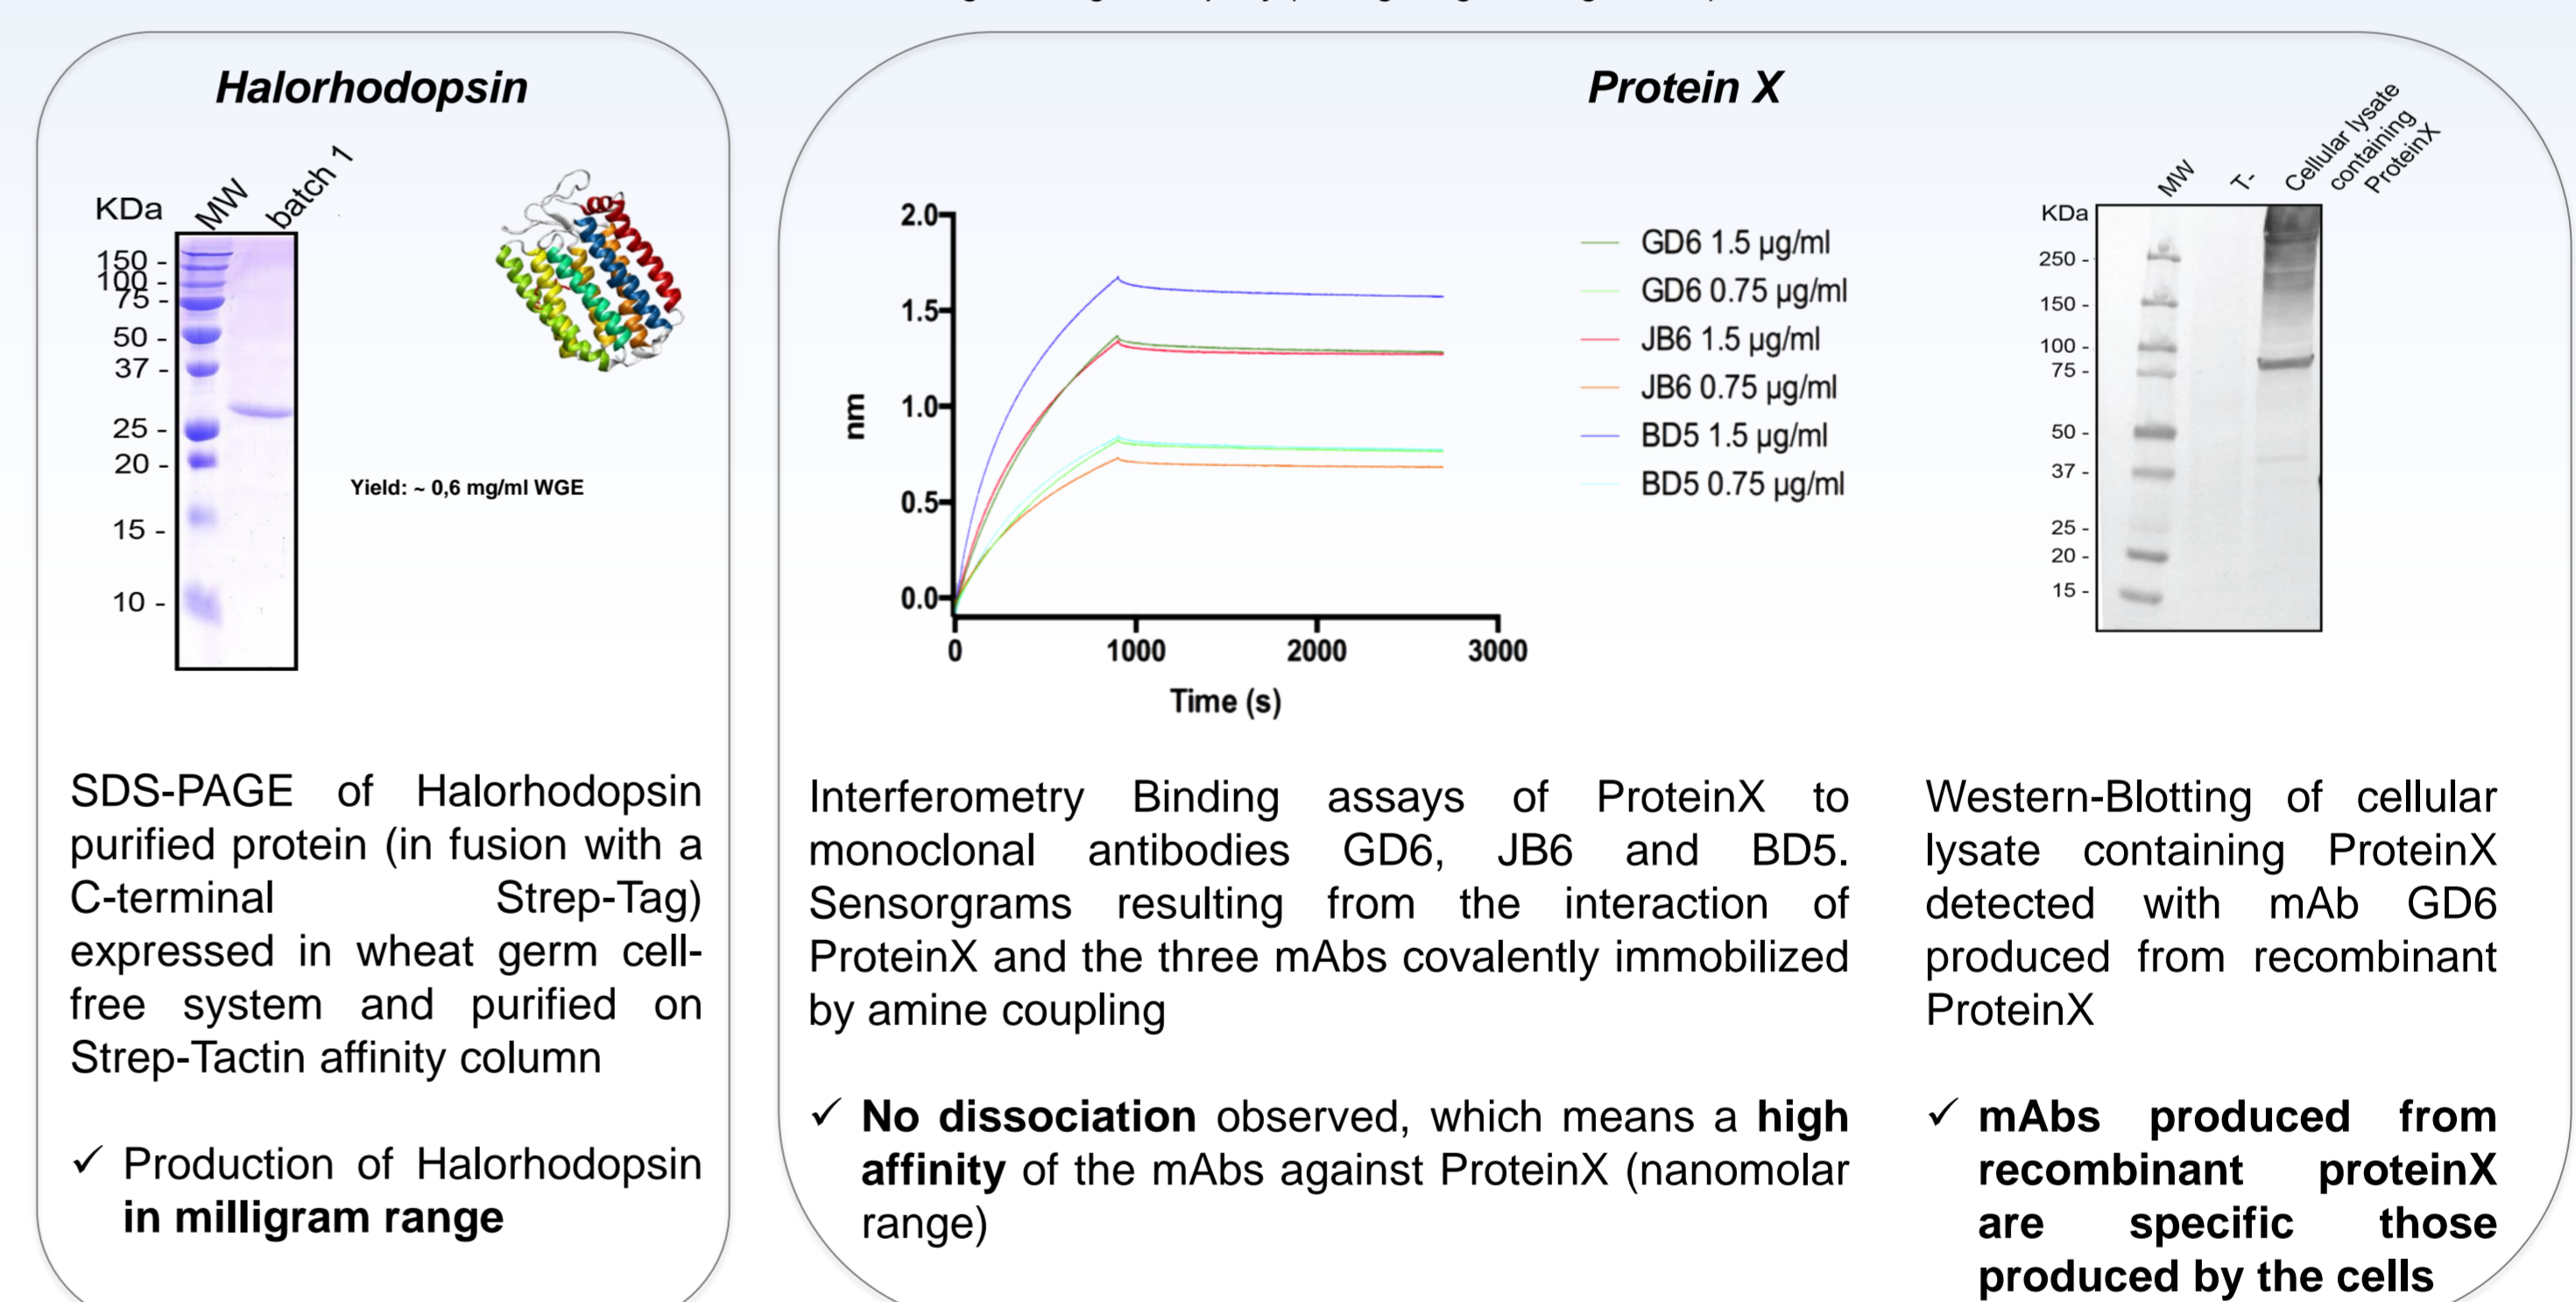 Halorhodopsin
KDa
MW
batch 1
150 -
100 -
75 -
50 -
37 -
25 -
20 -
15 -
10 -
Yield: ~ 0,6 mg/ml WGE
SDS-PAGE of Halorhodopsin
purified protein (in fusion with a
C-terminal Strep-Tag)
expressed in wheat germ cell-
free system and purified on
Strep-Tactin affinity column
✓ Production of Halorhodopsin
in milligram range
Protein X
2.0
1.5
1.0
0.5
0.0
nm
0 1000 2000 3000
Time (s)
GD6 1.5 µg/ml
GD6 0.75 µg/ml
JB6 1.5 µg/ml
JB6 0.75 µg/ml
BD5 1.5 µg/ml
BD5 0.75 µg/ml
Interferometry Binding assays of ProteinX to
monoclonal antibodies GD6, JB6 and BD5.
Sensorgrams resulting from the interaction of
ProteinX and the three mAbs covalently immobilized
by amine coupling
✓ No dissociation observed, which means a high
affinity of the mAbs against ProteinX (nanomolar
range)
KDa
MW
T-
Cellular lysate
containing
ProteinX
250 -
150 -
100 -
75 -
50 -
37 -
25 -
20 -
15 -
Western-Blotting of cellular
lysate containing ProteinX
detected with mAb GD6
produced from recombinant
ProteinX
✓ mAbs produced from
recombinant proteinX
are specific those
produced by the cells